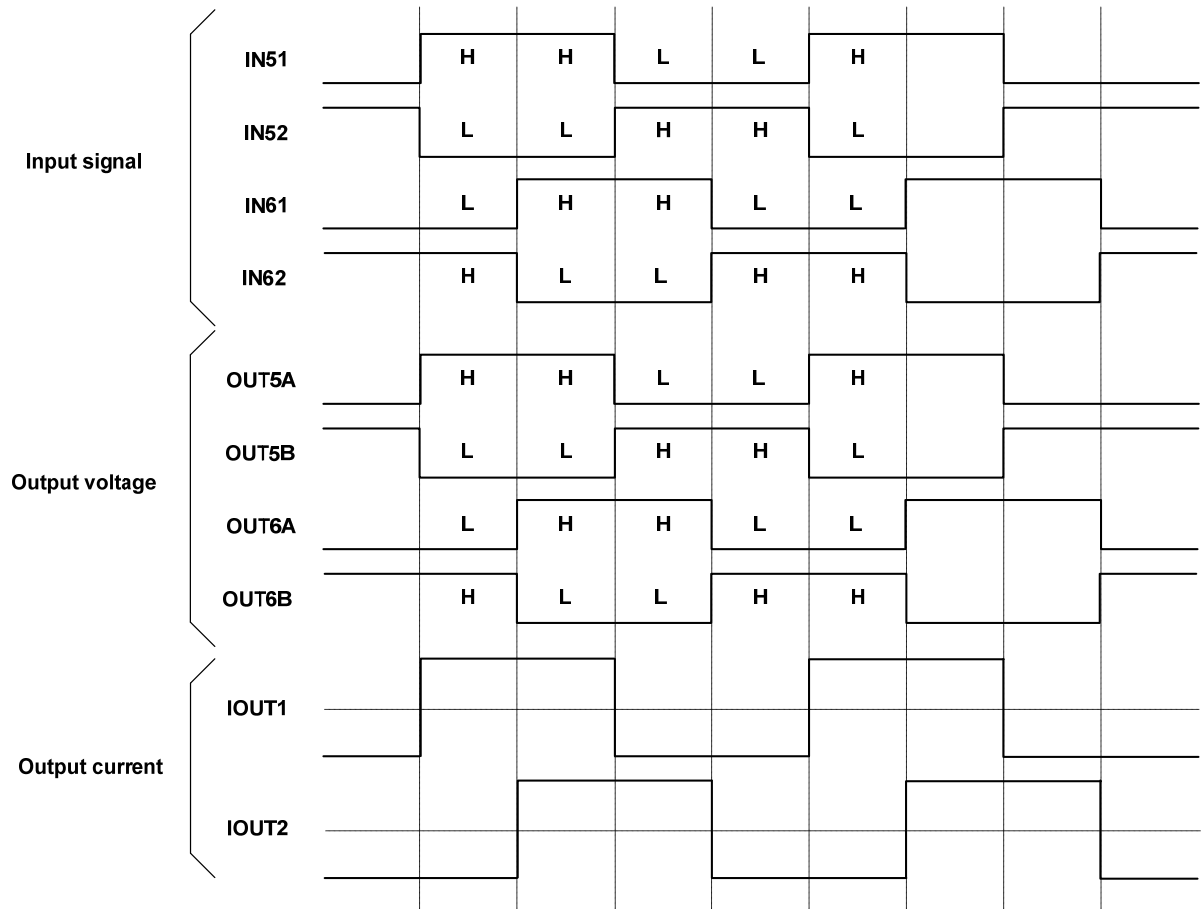 IN51 H H L L H
IN52 L L H H L
Input signal
IN61 L H H L L
IN62 H L L H H
OUT5A H H L L H
OUT5B L L H H L
Output voltage
OUT6A L H H L L
OUT6B H L L H H
IOUT1
Output current
IOUT2